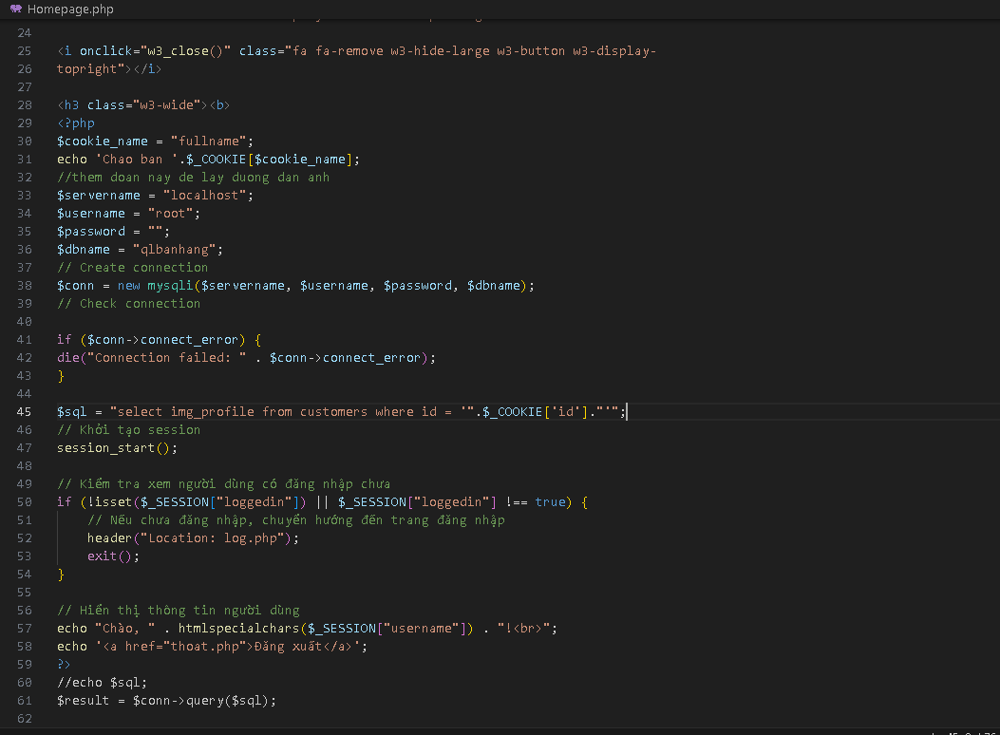 Homepage.php
24
25 <i onclick="w3_close()" class="fa fa-remove w3-hide-large w3-button w3-display-
26 topright"></i>
27
28 <h3 class="w3-wide"><b>
29 <?php
30 $cookie_name = "fullname";
31 echo 'Chao ban '.$_COOKIE[$cookie_name];
32 //them doan nay de lay duong dan anh
33 $servername = "localhost";
34 $username = "root";
35 $password = "";
36 $dbname = "qlbanhang";
37 // Create connection
38 $conn = new mysqli($servername, $username, $password, $dbname);
39 // Check connection
40
41 if ($conn->connect_error) {
42 die("Connection failed: " . $conn->connect_error);
43 }
44
45 $sql = "select img_profile from customers where id = '".$_COOKIE['id']."'";
46 // Khởi tạo session
47 session_start();
48
49 // Kiểm tra xem người dùng có đăng nhập chưa
50 if (!isset($_SESSION["loggedin"]) || $_SESSION["loggedin"] !== true) {
51     // Nếu chưa đăng nhập, chuyển hướng đến trang đăng nhập
52     header("Location: log.php");
53     exit();
54 }
55
56 // Hiển thị thông tin người dùng
57 echo "Chào, " . htmlspecialchars($_SESSION["username"]) . "!<br>";
58 echo '<a href="thoat.php">Đăng xuất</a>';
59 ?>
60 //echo $sql;
61 $result = $conn->query($sql);
62